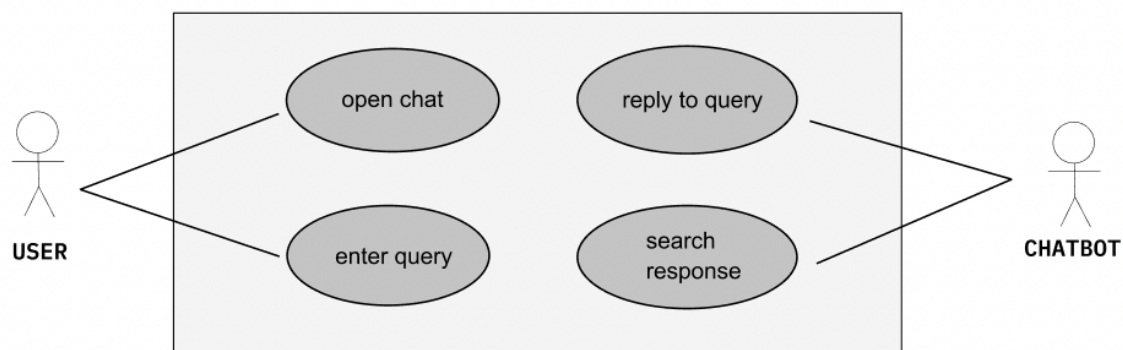 open chat
reply to query
USER
enter query
search
response
CHATBOT